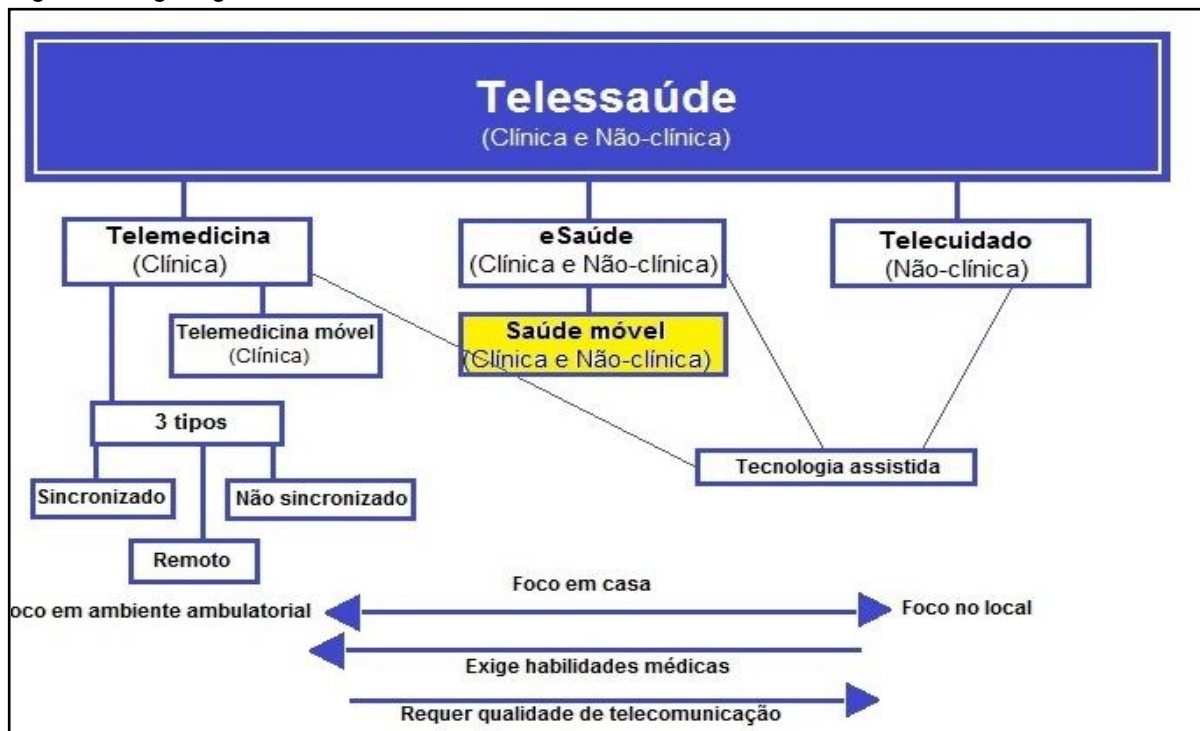 Telessaúde
(Clínica e Não-clínica)
Telemedicina
(Clínica)
eSaúde
(Clínica e Não-clínica)
Telecuidado
(Não-clínica)
Telemedicina móvel
(Clínica)
Saúde móvel
(Clínica e Não-clínica)
3 tipos
Tecnologia assistida
Sincronizado
Não sincronizado
Remoto
Foco em casa
oco em ambiente ambulatorial
Foco no local
Exige habilidades médicas
Requer qualidade de telecomunicação